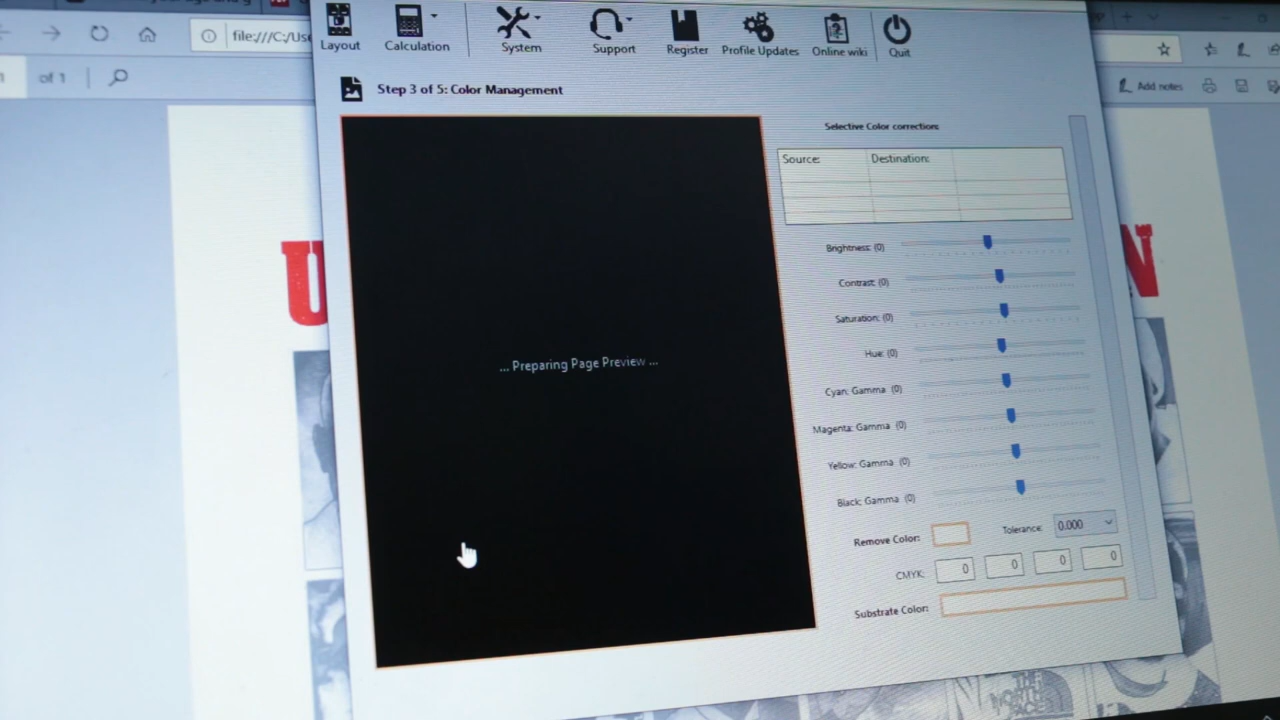 file:///C:/Us
of 1
Add notes
Layout
Calculation
System
Support
Register
Profile Updates
Online wiki
Quit
Step 3 of 5: Color Management
Selective Color correction:
Source:
Destination:
... Preparing Page Preview ...
Brightness: (0)
Contrast: (0)
Saturation: (0)
Hue: (0)
Cyan: Gamma (0)
Magenta: Gamma (0)
Yellow: Gamma (0)
Black: Gamma (0)
Remove Color:
Tolerance: 0.000
CMYK: 0 0 0 0
Substrate Color:
U
N
THE
NORTH
FACE